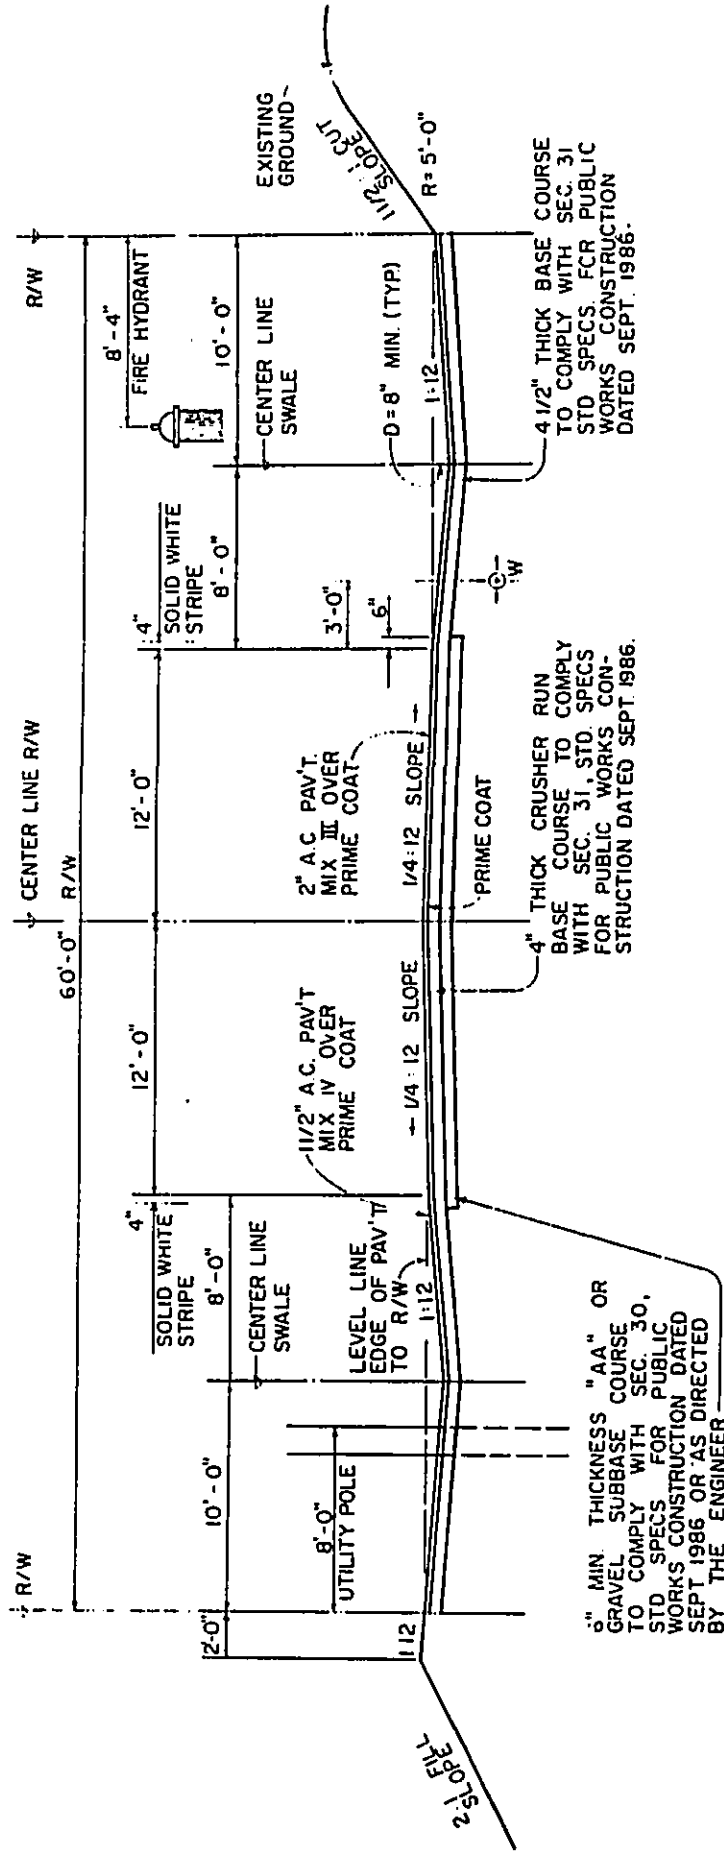 CENTER LINE R/W
R/W
60'-0"
R/W
R/W
12'-0"
12'-0"
4"
SOLID WHITE
STRIPE
8'-0"
10'-0"
2'-0"
CENTER LINE
SWALE
8'-0"
UTILITY POLE
4"
SOLID WHITE
STRIPE
8'-0"
10'-0"
8'-4"
FIRE HYDRANT
CENTER LINE
SWALE
3'-0"
6"
EXISTING
GROUND
1 1/2 : 1 CUT
SLOPE
R= 5'-0"
D=8" MIN. (TYP.)
1:12
LEVEL LINE
EDGE OF PAV'T
TO R/W
1:12
1 1/2" A.C. PAV'T
MIX IV OVER
PRIME COAT
2" A.C PAV'T.
MIX III OVER
PRIME COAT
1/4 : 12 SLOPE
1/4 : 12 SLOPE
PRIME COAT
W
1:12
2:1 FILL
SLOPE
MIN. THICKNESS "AA" OR
GRAVEL SUBBASE COURSE
TO COMPLY WITH SEC. 30,
STD SPECS FOR PUBLIC
WORKS CONSTRUCTION DATED
SEPT 1986 OR AS DIRECTED
BY THE ENGINEER
4" THICK CRUSHER RUN
BASE COURSE TO COMPLY
WITH SEC. 31, STD. SPECS
FOR PUBLIC WORKS CON-
STRUCTION DATED SEPT. 1986.
4 1/2" THICK BASE COURSE
TO COMPLY WITH SEC. 31
STD SPECS. FOR PUBLIC
WORKS CONSTRUCTION
DATED SEPT. 1986.